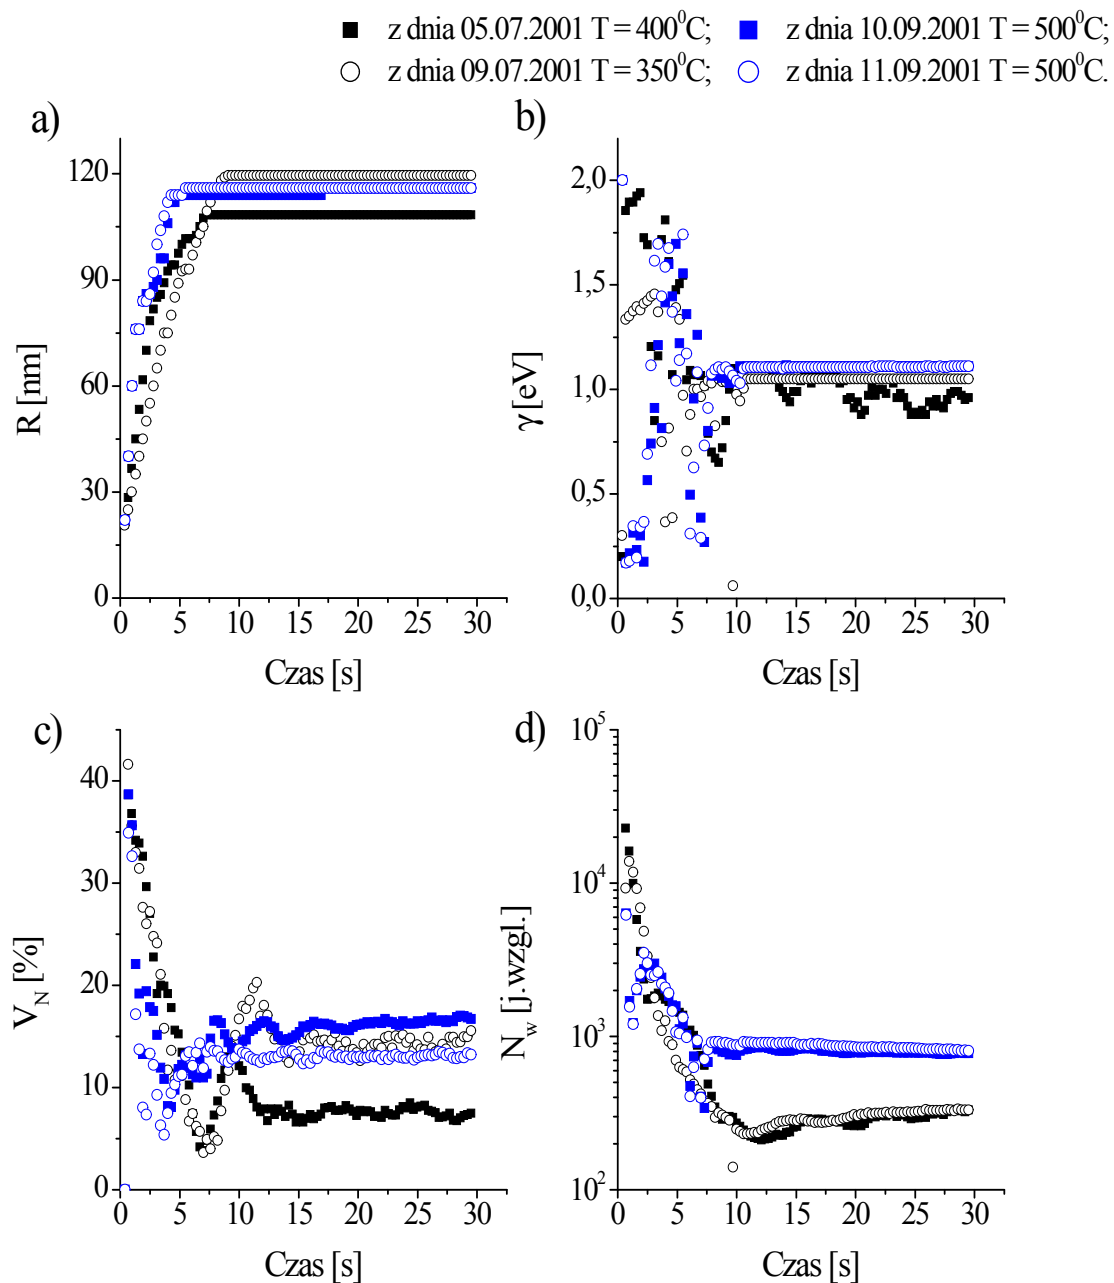 z dnia 05.07.2001 T = 400⁰C; z dnia 10.09.2001 T = 500⁰C;
z dnia 09.07.2001 T = 350⁰C; z dnia 11.09.2001 T = 500⁰C.
a)
120
90
60
30
0
R [nm]
0 5 10 15 20 25 30
Czas [s]
b)
2,0
1,5
1,0
0,5
0,0
γ [eV]
0 5 10 15 20 25 30
Czas [s]
c)
40
30
20
10
0
V_N [%]
0 5 10 15 20 25 30
Czas [s]
d)
10⁵
10⁴
10³
10²
N_w [j.wzgl.]
0 5 10 15 20 25 30
Czas [s]